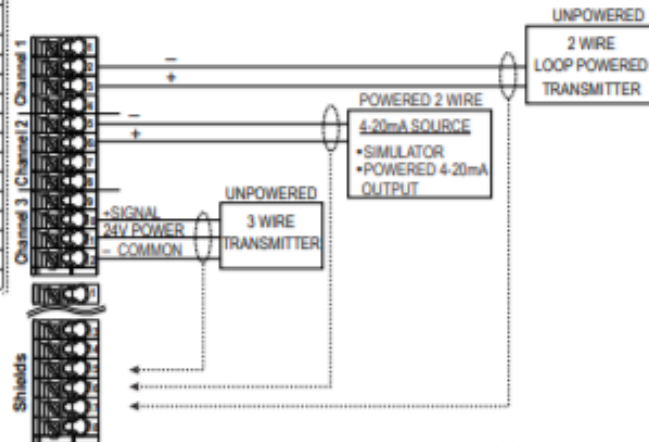 UNPOWERED
2 WIRE
LOOP POWERED
TRANSMITTER
Channel 1
–
+
POWERED 2 WIRE
4-20mA SOURCE
•SIMULATOR
•POWERED 4-20mA
OUTPUT
Channel 2
–
+
UNPOWERED
3 WIRE
TRANSMITTER
Channel 3
+SIGNAL
24V POWER
– COMMON
Shields